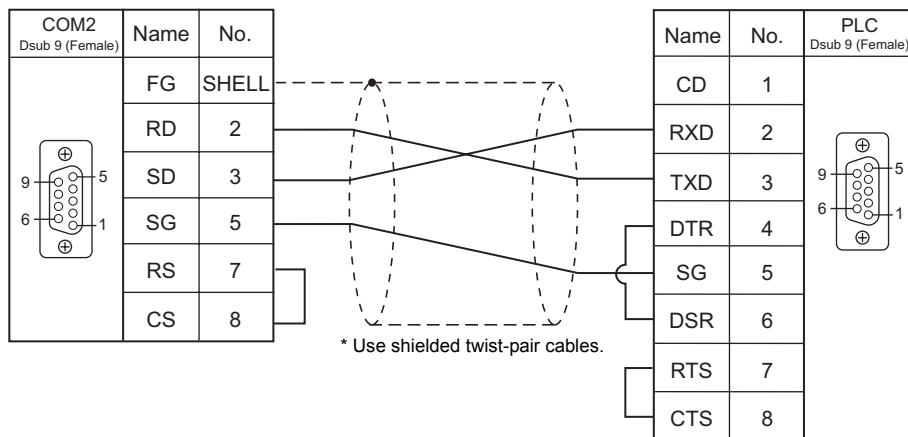 COM2
Dsub 9 (Female)
Name No.
FG SHELL
RD 2
SD 3
SG 5
RS 7
CS 8
9 5
6 1
* Use shielded twist-pair cables.
Name No.
PLC
Dsub 9 (Female)
CD 1
RXD 2
TXD 3
DTR 4
SG 5
DSR 6
RTS 7
CTS 8
9 5
6 1